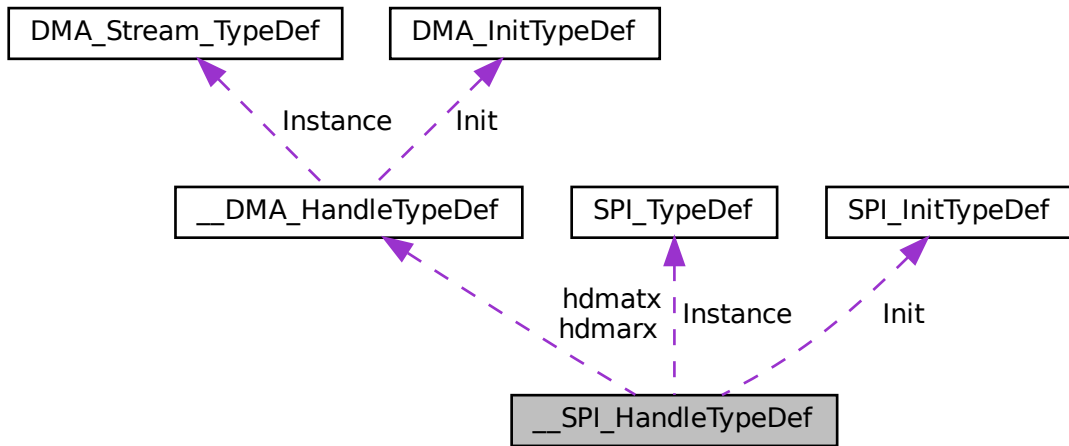 DMA_Stream_TypeDef
DMA_InitTypeDef
Instance
Init
__DMA_HandleTypeDef
SPI_TypeDef
SPI_InitTypeDef
hdmatx
hdmarx
Instance
Init
__SPI_HandleTypeDef